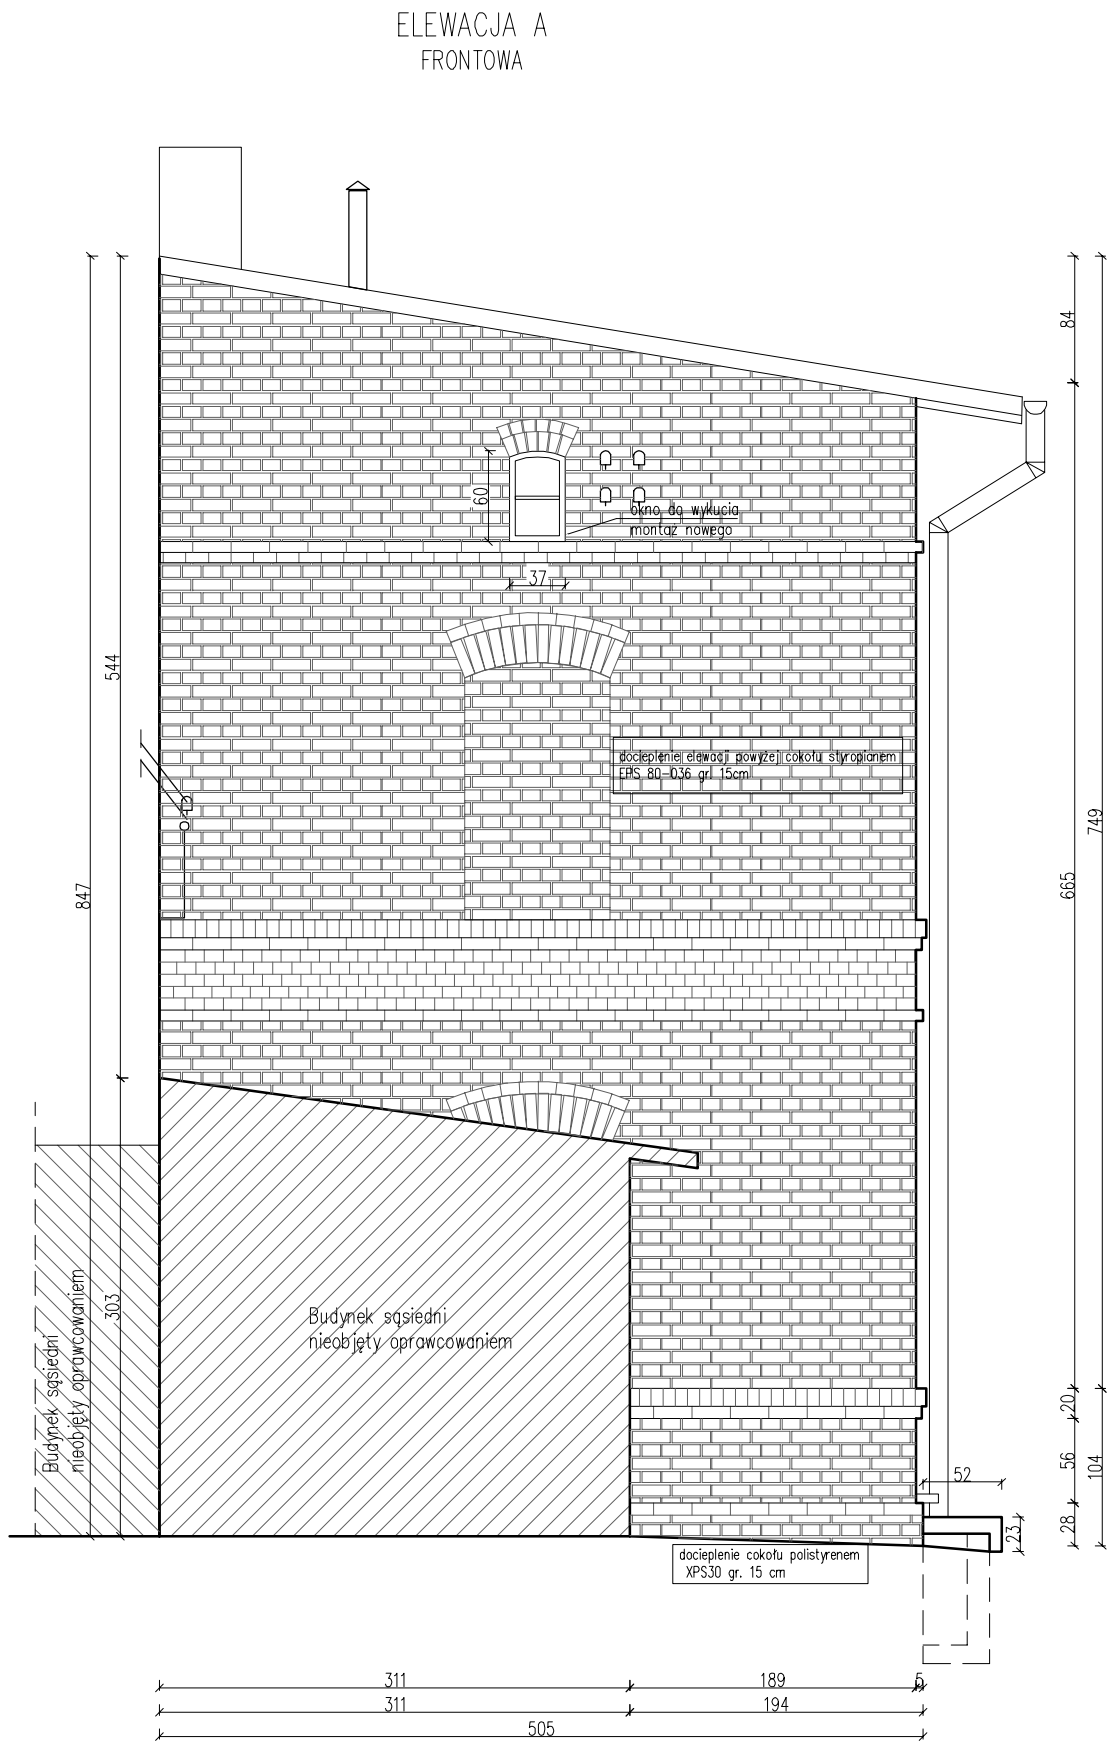 ELEWACJA A
FRONTOWA
84
60
okno do wykucia
montaż nowego
37
544
docieplenie elewacji powyżej cokołu styropianem
EPS 80-036 gr. 15cm
749
665
847
303
Budynek sąsiedni
nieobjęty oprawcowaniem
Budynek sąsiedni
nieobjęty oprawcowaniem
20
56
104
52
28
23
docieplenie cokołu polistyrenem
XPS30 gr. 15 cm
311
189
5
311
194
505